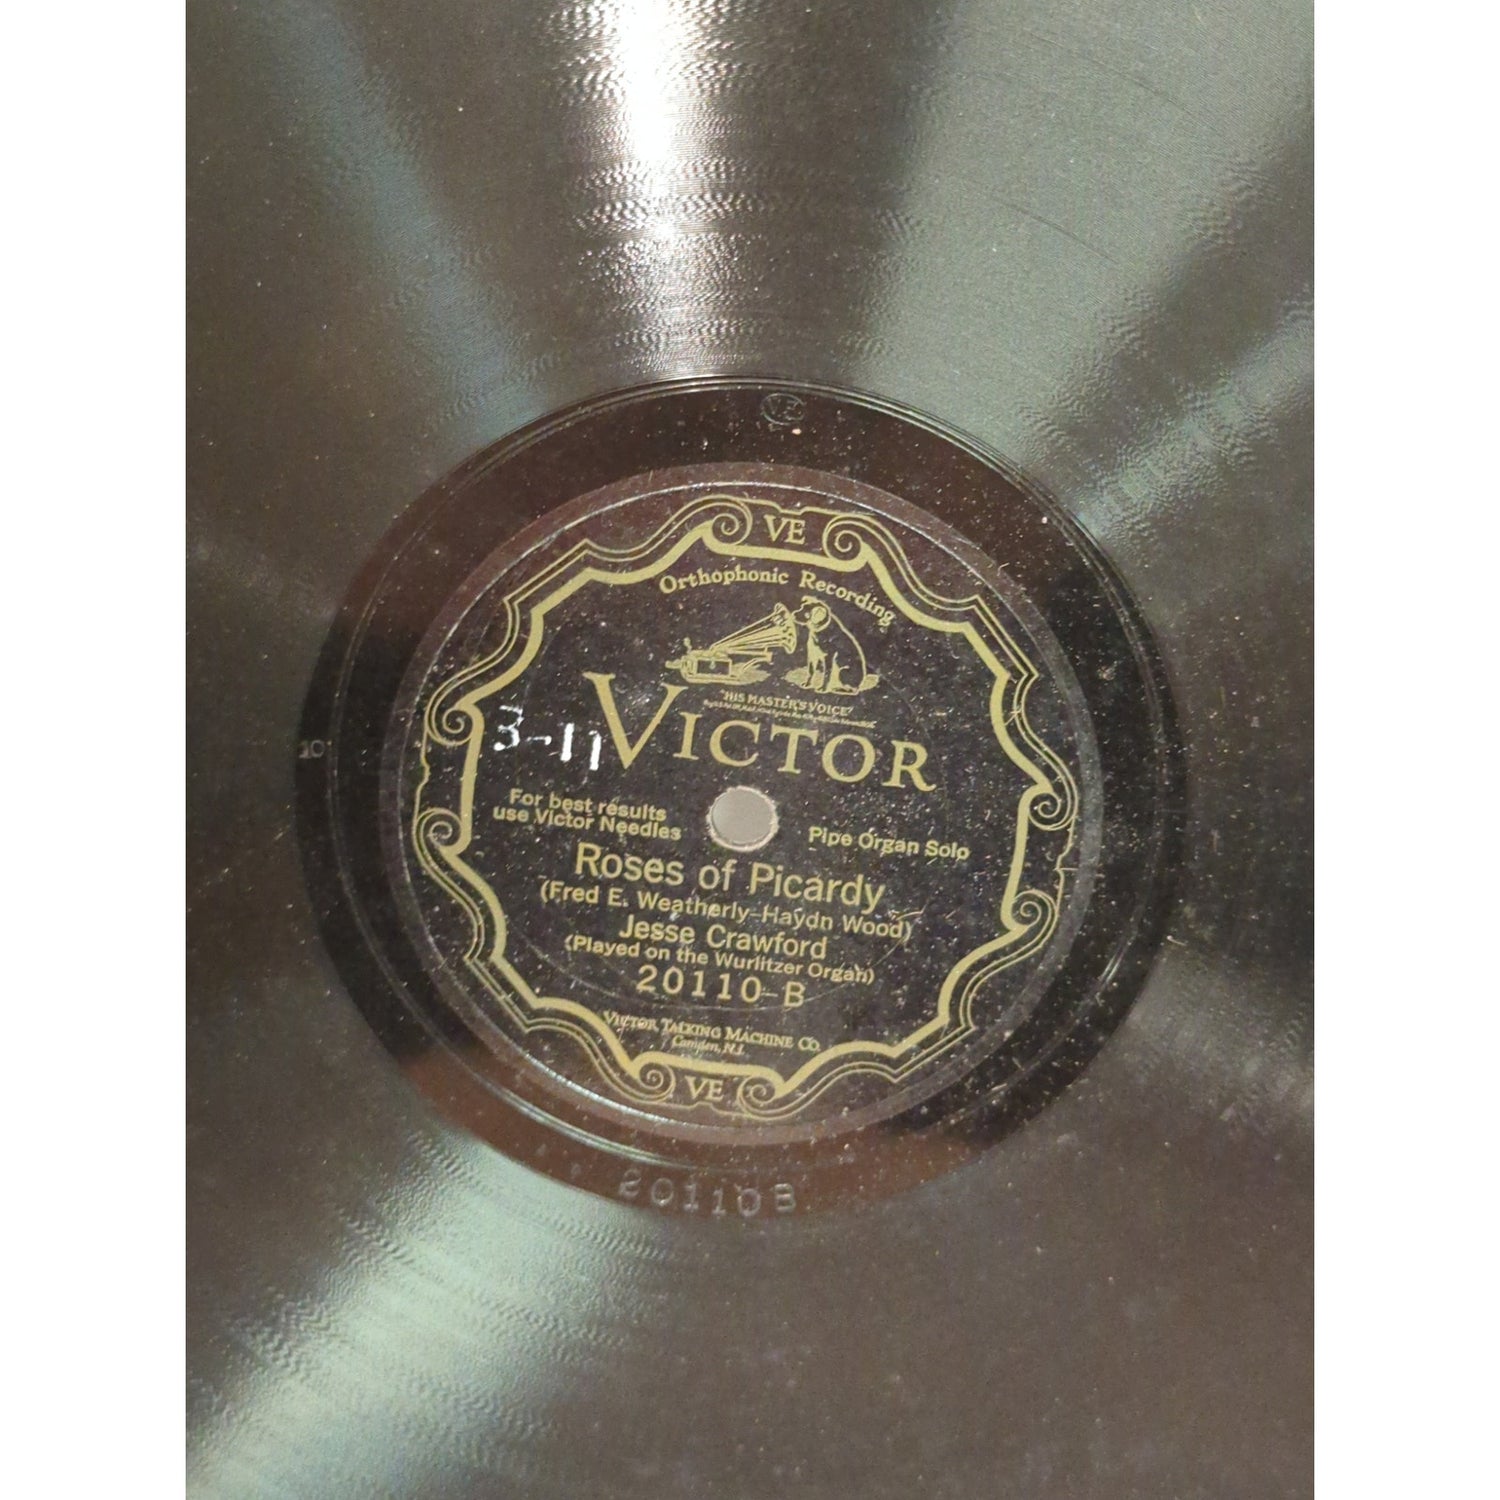 VE
VE
Orthophonic Recording
"HIS MASTER'S VOICE"
3-11
VICTOR
For best results
use Victor Needles
Pipe Organ Solo
Roses of Picardy
(Fred E. Weatherly-Haydn Wood)
Jesse Crawford
(Played on the Wurlitzer Organ)
20110-B
VICTOR TALKING MACHINE CO.
Camden, N.J.
VE
20110B